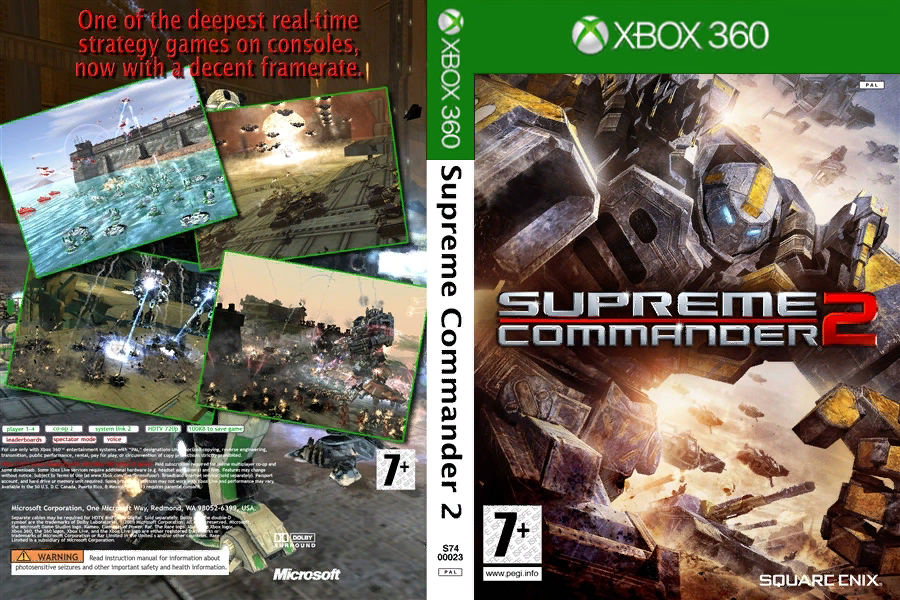 One of the deepest real-time
strategy games on consoles,
now with a decent framerate.
player 1-4 co-op 2 system link 2 HDTV 720p 100KB to save game
leaderboards spectator mode voice
Microsoft Corporation, One Microsoft Way, Redmond, WA 98052-6399, USA.
WARNING Read instruction manual for information about
photosensitive seizures and other important safety and health information.
DOLBY
SURROUND
Microsoft
7+
XBOX 360
Supreme Commander 2
S74
00023
PAL
XBOX 360
PAL
SUPREME
COMMANDER 2
7+
www.pegi.info
SQUARE ENIX